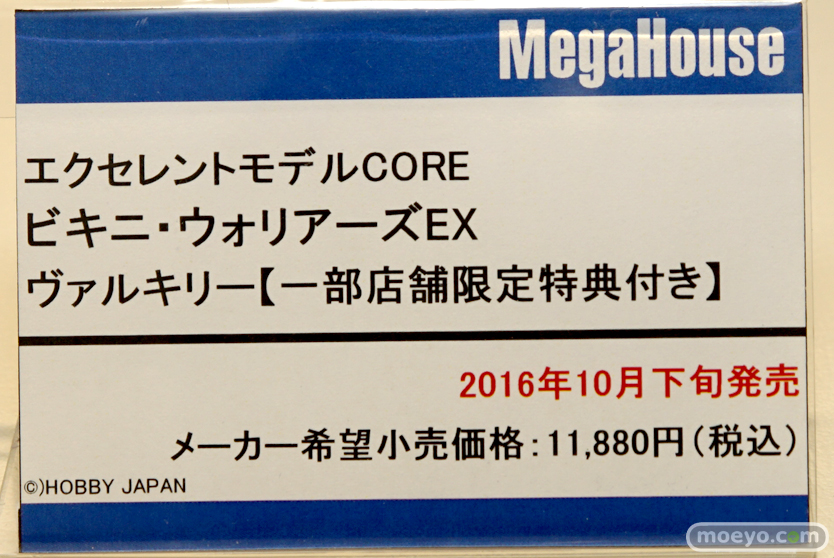 MegaHouse
エクセレントモデルCORE
ビキニ・ウォリアーズEX
ヴァルキリー【一部店舗限定特典付き】
2016年10月下旬発売
メーカー希望小売価格：11,880円（税込）
©)HOBBY JAPAN
moeyo.com